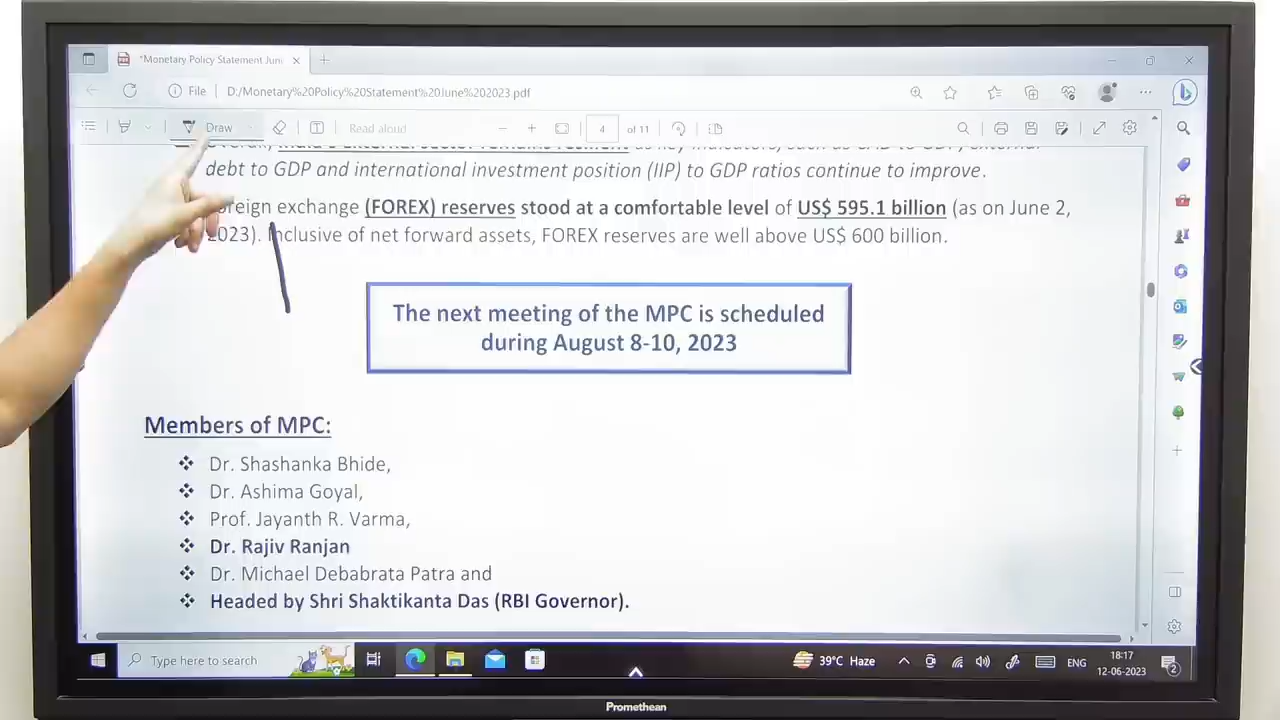 *Monetary Policy Statement Jun
File
D:/Monetary%20Policy%20Statement%20June%202023.pdf
Draw
Read aloud
4 of 11
debt to GDP and international investment position (IIP) to GDP ratios continue to improve.
exchange (FOREX) reserves stood at a comfortable level of US$ 595.1 billion (as on June 2,
2023). Inclusive of net forward assets, FOREX reserves are well above US$ 600 billion.
The next meeting of the MPC is scheduled
during August 8-10, 2023
Members of MPC:
❖ Dr. Shashanka Bhide,
❖ Dr. Ashima Goyal,
❖ Prof. Jayanth R. Varma,
❖ Dr. Rajiv Ranjan
❖ Dr. Michael Debabrata Patra and
❖ Headed by Shri Shaktikanta Das (RBI Governor).
Type here to search
39°C Haze
ENG
18:17
12-06-2023
2
Promethean